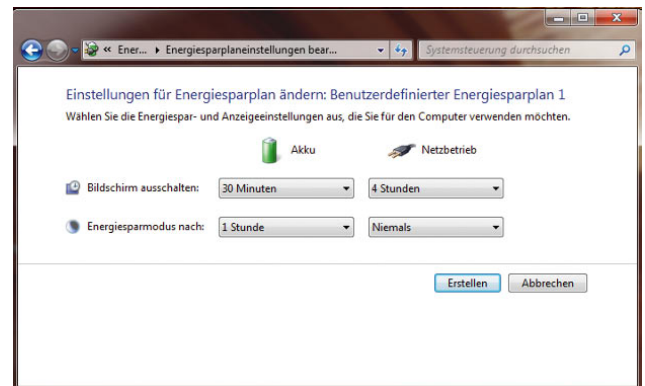 « Ener... ▸ Energiesparplaneinstellungen bear... Systemsteuerung durchsuchen
Einstellungen für Energiesparplan ändern: Benutzerdefinierter Energiesparplan 1
Wählen Sie die Energiespar- und Anzeigeeinstellungen aus, die Sie für den Computer verwenden möchten.
Akku Netzbetrieb
Bildschirm ausschalten: 30 Minuten 4 Stunden
Energiesparmodus nach: 1 Stunde Niemals
Erstellen Abbrechen